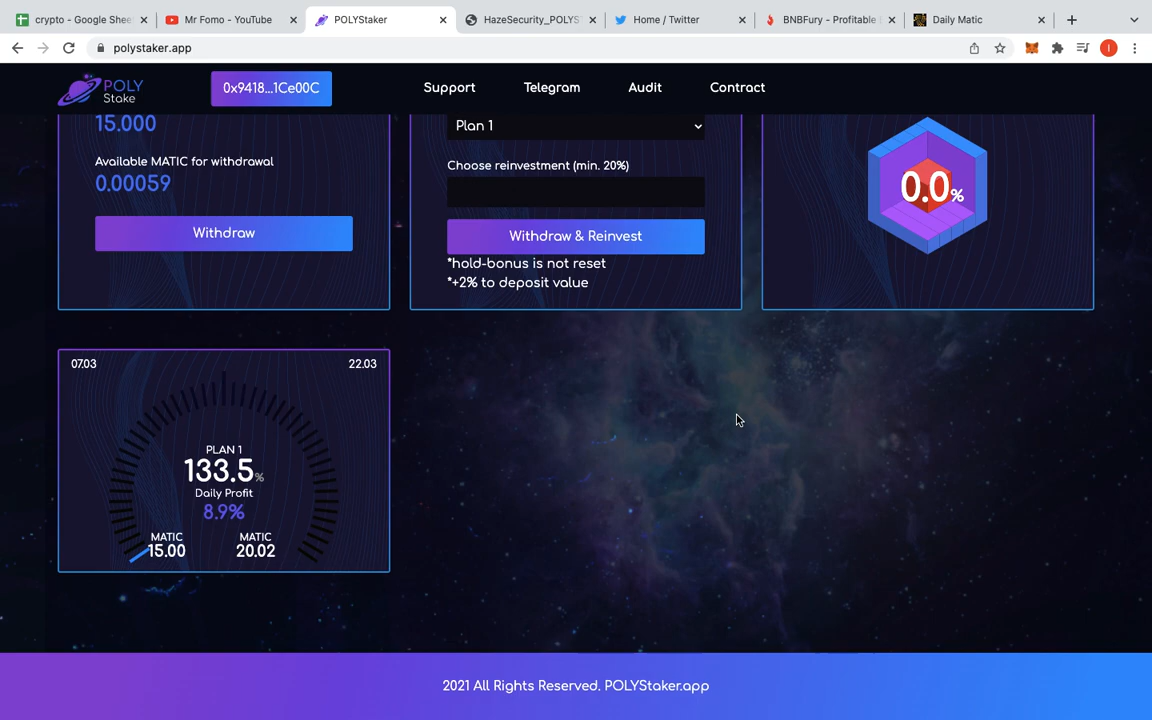 crypto - Google Shee
Mr Fomo - YouTube
POLYStaker
HazeSecurity_POLYS
Home / Twitter
BNBFury - Profitable
Daily Matic
polystaker.app
I
POLY
Stake
0x9418...1Ce00C
Support
Telegram
Audit
Contract
15.000
Available MATIC for withdrawal
0.00059
Withdraw
Plan 1
Choose reinvestment (min. 20%)
Withdraw & Reinvest
*hold-bonus is not reset
*+2% to deposit value
0.0%
07.03
22.03
PLAN 1
133.5%
Daily Profit
8.9%
MATIC
15.00
MATIC
20.02
2021 All Rights Reserved. POLYStaker.app